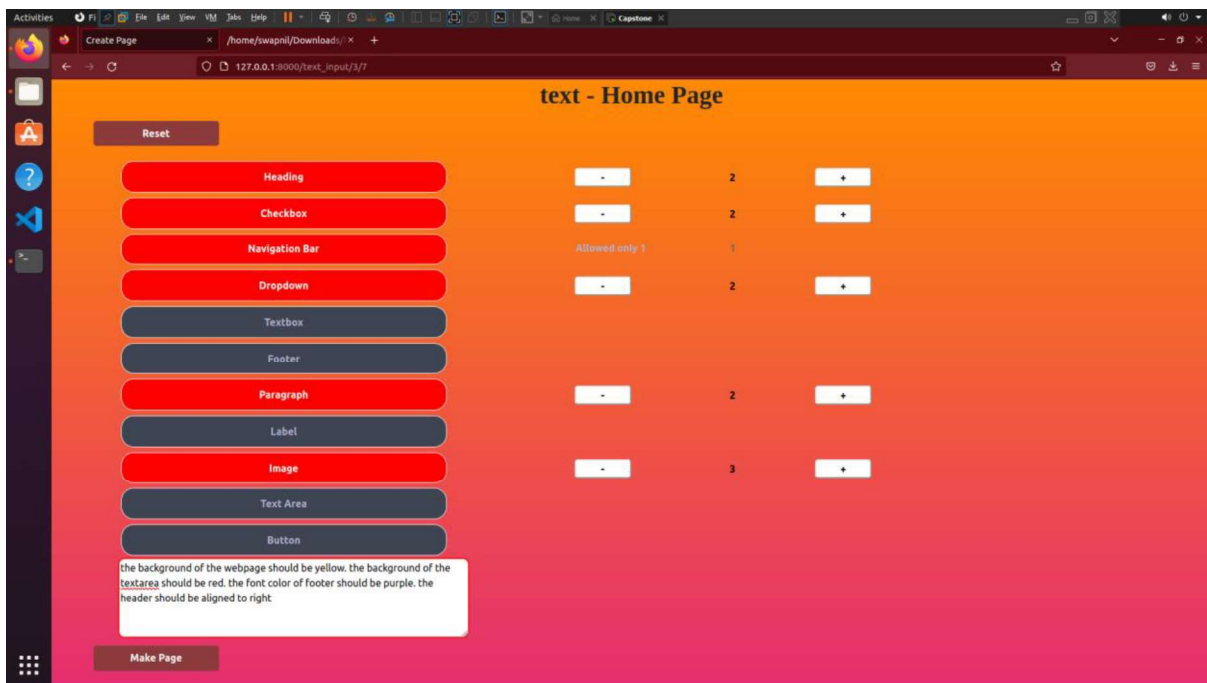 Activities Fi File Edit View VM Tabs Help Home Capstone
Create Page /home/swapnil/Downloads/
127.0.0.1:8000/text_input/3/7
text - Home Page
Reset
Heading - 2 +
Checkbox - 2 +
Navigation Bar Allowed only 1 1
Dropdown - 2 +
Textbox
Footer
Paragraph - 2 +
Label
Image - 3 +
Text Area
Button
the background of the webpage should be yellow. the background of the
textarea should be red. the font color of footer should be purple. the
header should be aligned to right
Make Page